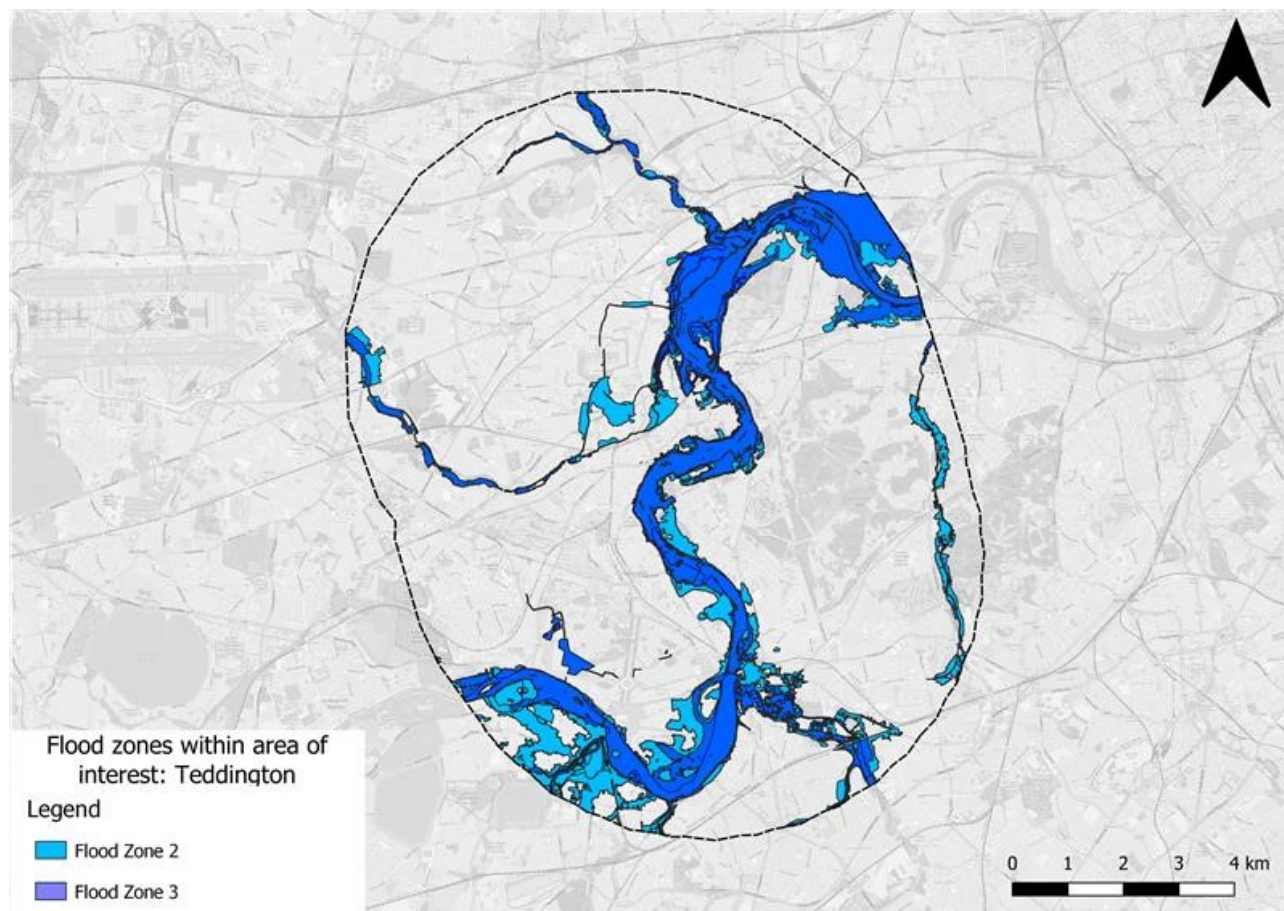 Flood zones within area of
interest: Teddington
Legend
Flood Zone 2
Flood Zone 3
0 1 2 3 4 km